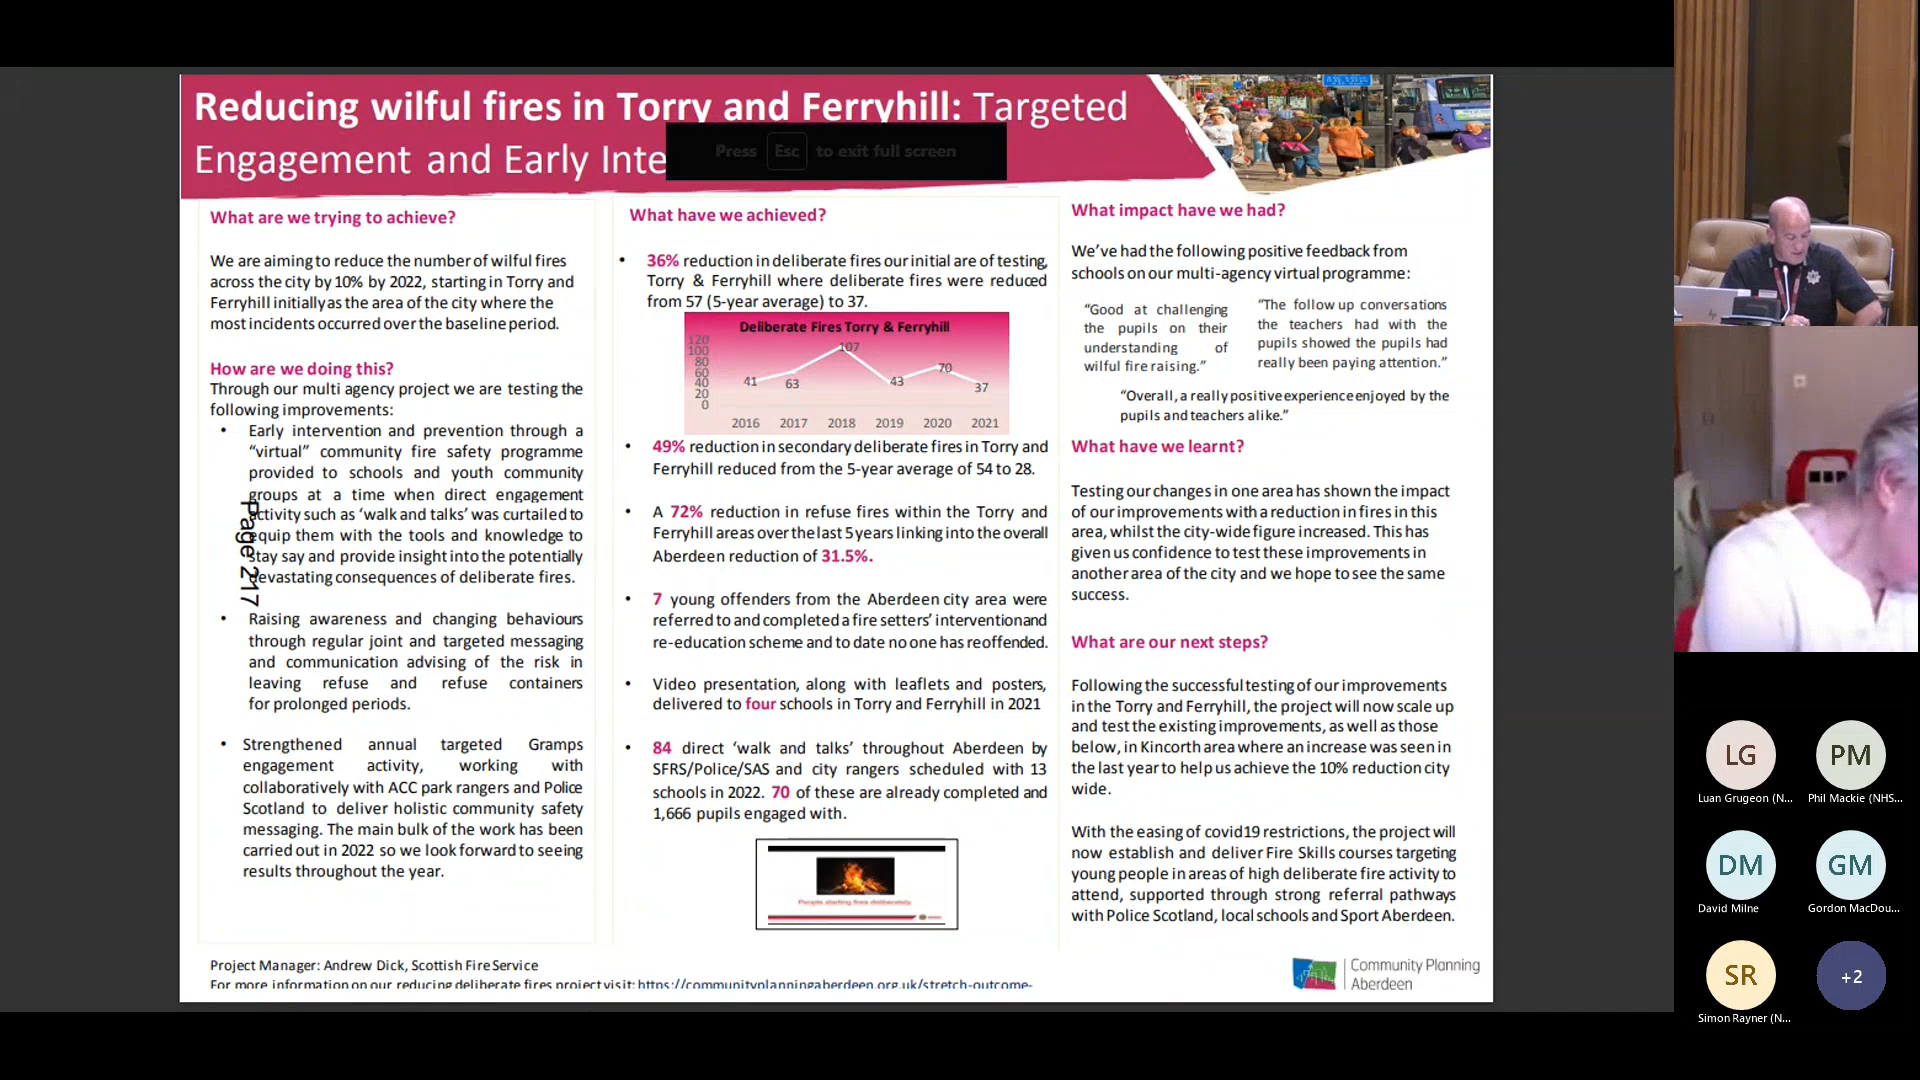 Reducing wilful fires in Torry and Ferryhill: Targeted
Engagement and Early Inte
Press Esc to exit full screen
What are we trying to achieve?
We are aiming to reduce the number of wilful fires
across the city by 10% by 2022, starting in Torry and
Ferryhill initially as the area of the city where the
most incidents occurred over the baseline period.
How are we doing this?
Through our multi agency project we are testing the
following improvements:
• Early intervention and prevention through a
“virtual” community fire safety programme
provided to schools and youth community
groups at a time when direct engagement
activity such as ‘walk and talks’ was curtailed to
equip them with the tools and knowledge to
stay say and provide insight into the potentially
devastating consequences of deliberate fires.
Page 217
• Raising awareness and changing behaviours
through regular joint and targeted messaging
and communication advising of the risk in
leaving refuse and refuse containers
for prolonged periods.
• Strengthened annual targeted Gramps
engagement activity, working with
collaboratively with ACC park rangers and Police
Scotland to deliver holistic community safety
messaging. The main bulk of the work has been
carried out in 2022 so we look forward to seeing
results throughout the year.
What have we achieved?
• 36% reduction in deliberate fires our initial are of testing,
Torry & Ferryhill where deliberate fires were reduced
from 57 (5-year average) to 37.
Deliberate Fires Torry & Ferryhill
120
100
80
60
40
20
0
41 63 107 43 70 37
2016 2017 2018 2019 2020 2021
• 49% reduction in secondary deliberate fires in Torry and
Ferryhill reduced from the 5-year average of 54 to 28.
• A 72% reduction in refuse fires within the Torry and
Ferryhill areas over the last 5 years linking into the overall
Aberdeen reduction of 31.5%.
• 7 young offenders from the Aberdeen city area were
referred to and completed a fire setters’ intervention and
re-education scheme and to date no one has reoffended.
• Video presentation, along with leaflets and posters,
delivered to four schools in Torry and Ferryhill in 2021
• 84 direct ‘walk and talks’ throughout Aberdeen by
SFRS/Police/SAS and city rangers scheduled with 13
schools in 2022. 70 of these are already completed and
1,666 pupils engaged with.
People starting fires deliberately
What impact have we had?
We’ve had the following positive feedback from
schools on our multi-agency virtual programme:
“Good at challenging
the pupils on their
understanding of
wilful fire raising.”
“The follow up conversations
the teachers had with the
pupils showed the pupils had
really been paying attention.”
“Overall, a really positive experience enjoyed by the
pupils and teachers alike.”
What have we learnt?
Testing our changes in one area has shown the impact
of our improvements with a reduction in fires in this
area, whilst the city-wide figure increased. This has
given us confidence to test these improvements in
another area of the city and we hope to see the same
success.
What are our next steps?
Following the successful testing of our improvements
in the Torry and Ferryhill, the project will now scale up
and test the existing improvements, as well as those
below, in Kincorth area where an increase was seen in
the last year to help us achieve the 10% reduction city
wide.
With the easing of covid19 restrictions, the project will
now establish and deliver Fire Skills courses targeting
young people in areas of high deliberate fire activity to
attend, supported through strong referral pathways
with Police Scotland, local schools and Sport Aberdeen.
Project Manager: Andrew Dick, Scottish Fire Service
For more information on our reducing deliberate fires project visit: https://communityplanningaberdeen.org.uk/stretch-outcome-
Community Planning
Aberdeen
LG
Luan Grugeon (N...
PM
Phil Mackie (NHS...
DM
David Milne
GM
Gordon MacDou...
SR
Simon Rayner (N...
+2